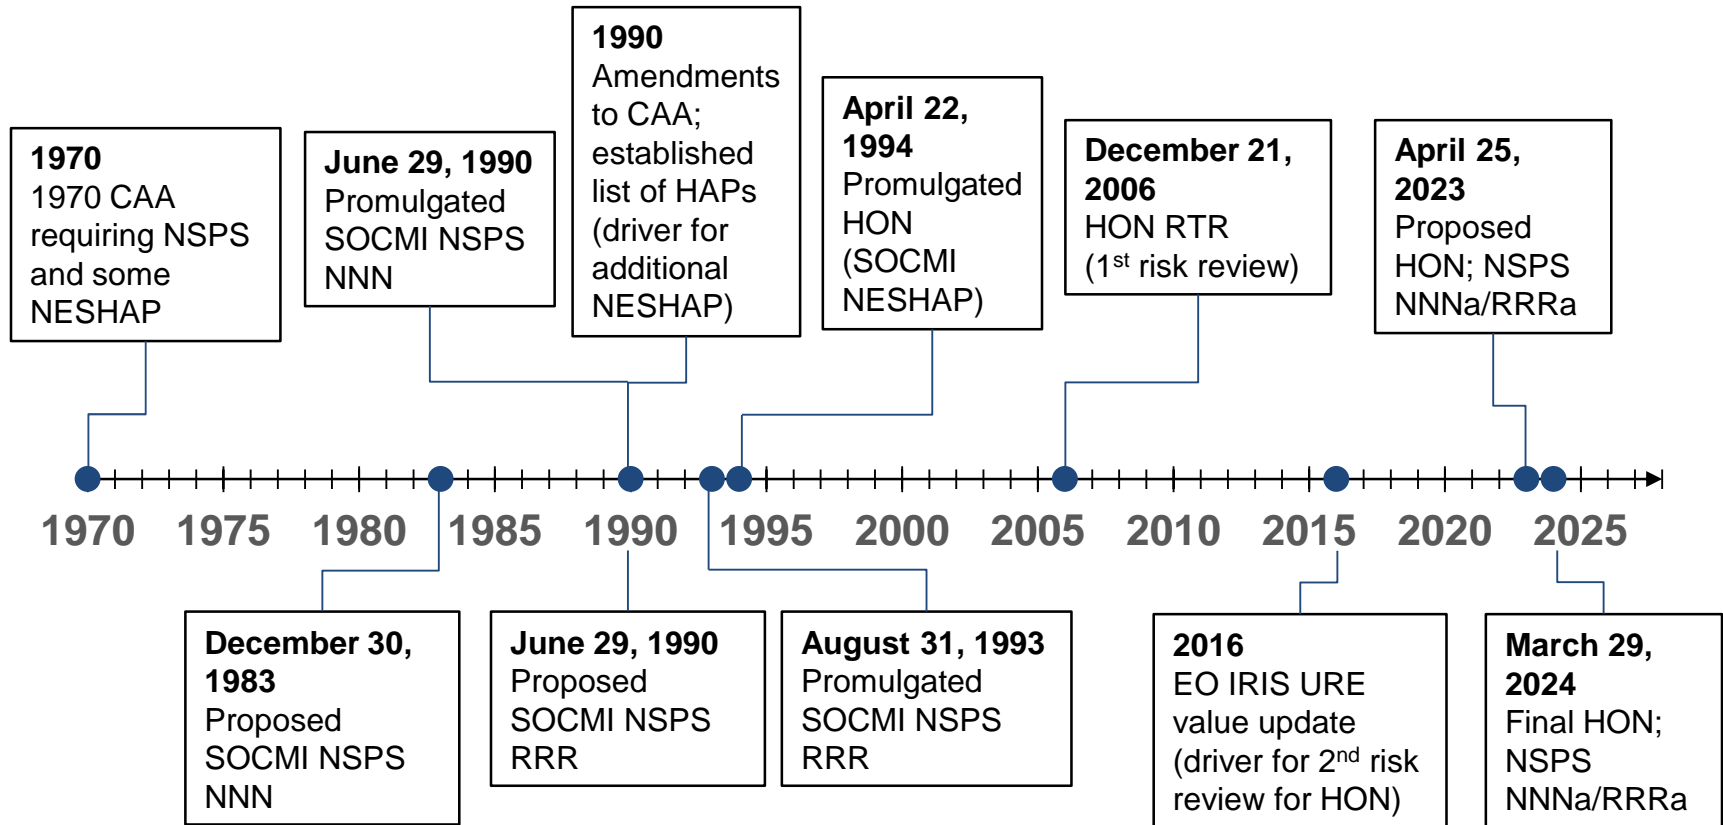 1970
1970 CAA
requiring NSPS
and some
NESHAP
June 29, 1990
Promulgated
SOCMI NSPS
NNN
1990
Amendments
to CAA;
established
list of HAPs
(driver for
additional
NESHAP)
April 22,
1994
Promulgated
HON
(SOCMI
NESHAP)
December 21,
2006
HON RTR
(1st risk review)
April 25,
2023
Proposed
HON; NSPS
NNNa/RRRa
1970 1975 1980 1985 1990 1995 2000 2005 2010 2015 2020 2025
December 30,
1983
Proposed
SOCMI NSPS
NNN
June 29, 1990
Proposed
SOCMI NSPS
RRR
August 31, 1993
Promulgated
SOCMI NSPS
RRR
2016
EO IRIS URE
value update
(driver for 2nd risk
review for HON)
March 29,
2024
Final HON;
NSPS
NNNa/RRRa